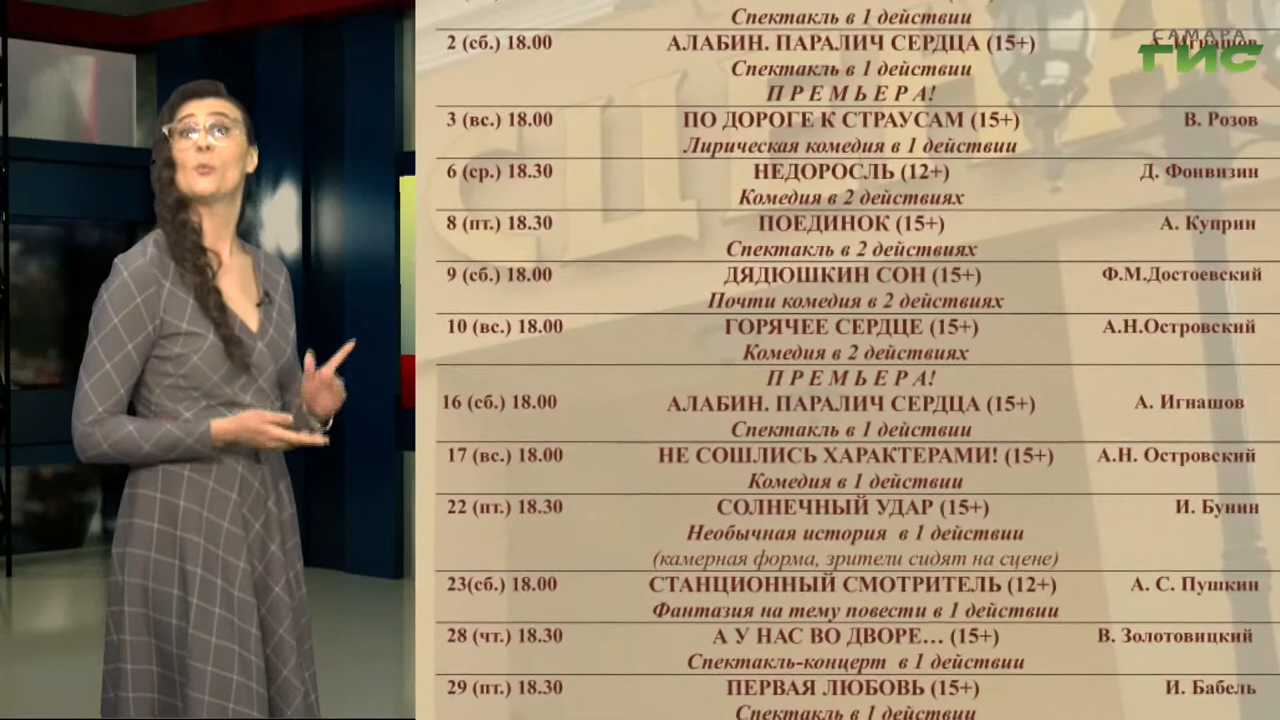 Спектакль в 1 действии
2 (сб.) 18.00 АЛАБИН. ПАРАЛИЧ СЕРДЦА (15+)
САМАРА
ГИС
Спектакль в 1 действии
П Р Е М Ь Е Р А!
3 (вс.) 18.00 ПО ДОРОГЕ К СТРАУСАМ (15+) В. Розов
Лирическая комедия в 1 действии
6 (ср.) 18.30 НЕДОРОСЛЬ (12+) Д. Фонвизин
Комедия в 2 действиях
8 (пт.) 18.30 ПОЕДИНОК (15+) А. Куприн
Спектакль в 2 действиях
9 (сб.) 18.00 ДЯДЮШКИН СОН (15+) Ф.М.Достоевский
Почти комедия в 2 действиях
10 (вс.) 18.00 ГОРЯЧЕЕ СЕРДЦЕ (15+) А.Н.Островский
Комедия в 2 действиях
П Р Е М Ь Е Р А!
16 (сб.) 18.00 АЛАБИН. ПАРАЛИЧ СЕРДЦА (15+) А. Игнашов
Спектакль в 1 действии
17 (вс.) 18.00 НЕ СОШЛИСЬ ХАРАКТЕРАМИ! (15+) А.Н. Островский
Комедия в 1 действии
22 (пт.) 18.30 СОЛНЕЧНЫЙ УДАР (15+) И. Бунин
Необычная история в 1 действии
(камерная форма, зрители сидят на сцене)
23(сб.) 18.00 СТАНЦИОННЫЙ СМОТРИТЕЛЬ (12+) А. С. Пушкин
Фантазия на тему повести в 1 действии
28 (чт.) 18.30 А У НАС ВО ДВОРЕ... (15+) В. Золотовицкий
Спектакль-концерт в 1 действии
29 (пт.) 18.30 ПЕРВАЯ ЛЮБОВЬ (15+) И. Бабель
Спектакль в 1 действии